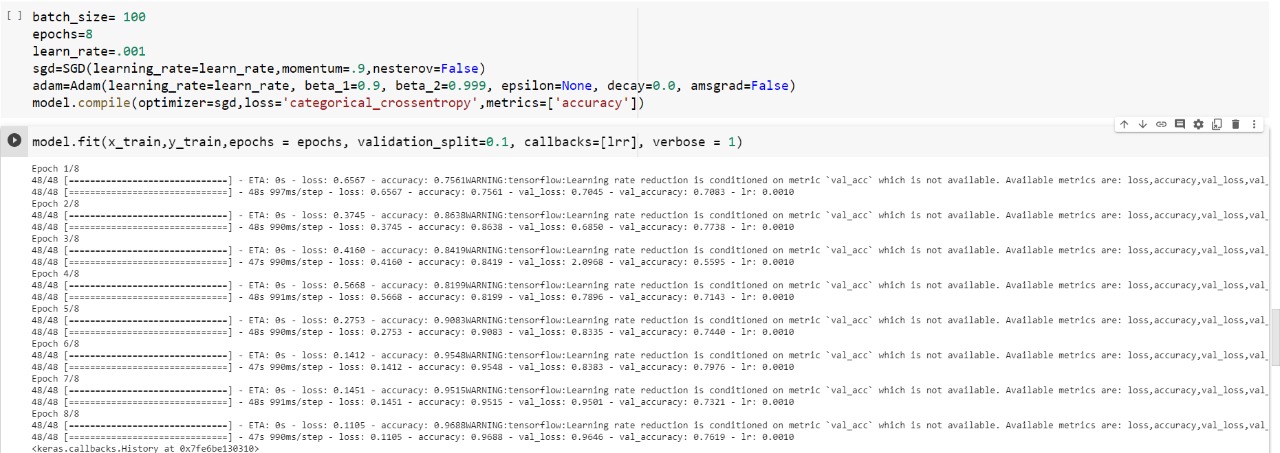 [ ] batch_size= 100
epochs=8
learn_rate=.001
sgd=SGD(learning_rate=learn_rate,momentum=.9,nesterov=False)
adam=Adam(learning_rate=learn_rate, beta_1=0.9, beta_2=0.999, epsilon=None, decay=0.0, amsgrad=False)
model.compile(optimizer=sgd,loss='categorical_crossentropy',metrics=['accuracy'])
model.fit(x_train,y_train,epochs = epochs, validation_split=0.1, callbacks=[lrr], verbose = 1)
Epoch 1/8
48/48 [==============================] - ETA: 0s - loss: 0.6567 - accuracy: 0.7561WARNING:tensorflow:Learning rate reduction is conditioned on metric `val_acc` which is not available. Available metrics are: loss,accuracy,val_loss,val_
48/48 [==============================] - 48s 997ms/step - loss: 0.6567 - accuracy: 0.7561 - val_loss: 0.7045 - val_accuracy: 0.7083 - lr: 0.0010
Epoch 2/8
48/48 [==============================] - ETA: 0s - loss: 0.3745 - accuracy: 0.8638WARNING:tensorflow:Learning rate reduction is conditioned on metric `val_acc` which is not available. Available metrics are: loss,accuracy,val_loss,val_
48/48 [==============================] - 48s 990ms/step - loss: 0.3745 - accuracy: 0.8638 - val_loss: 0.6850 - val_accuracy: 0.7738 - lr: 0.0010
Epoch 3/8
48/48 [==============================] - ETA: 0s - loss: 0.4160 - accuracy: 0.8419WARNING:tensorflow:Learning rate reduction is conditioned on metric `val_acc` which is not available. Available metrics are: loss,accuracy,val_loss,val_
48/48 [==============================] - 47s 990ms/step - loss: 0.4160 - accuracy: 0.8419 - val_loss: 2.0968 - val_accuracy: 0.5595 - lr: 0.0010
Epoch 4/8
48/48 [==============================] - ETA: 0s - loss: 0.5668 - accuracy: 0.8199WARNING:tensorflow:Learning rate reduction is conditioned on metric `val_acc` which is not available. Available metrics are: loss,accuracy,val_loss,val_
48/48 [==============================] - 48s 991ms/step - loss: 0.5668 - accuracy: 0.8199 - val_loss: 0.7896 - val_accuracy: 0.7143 - lr: 0.0010
Epoch 5/8
48/48 [==============================] - ETA: 0s - loss: 0.2753 - accuracy: 0.9083WARNING:tensorflow:Learning rate reduction is conditioned on metric `val_acc` which is not available. Available metrics are: loss,accuracy,val_loss,val_
48/48 [==============================] - 48s 990ms/step - loss: 0.2753 - accuracy: 0.9083 - val_loss: 0.8335 - val_accuracy: 0.7440 - lr: 0.0010
Epoch 6/8
48/48 [==============================] - ETA: 0s - loss: 0.1412 - accuracy: 0.9548WARNING:tensorflow:Learning rate reduction is conditioned on metric `val_acc` which is not available. Available metrics are: loss,accuracy,val_loss,val_
48/48 [==============================] - 47s 990ms/step - loss: 0.1412 - accuracy: 0.9548 - val_loss: 0.8383 - val_accuracy: 0.7976 - lr: 0.0010
Epoch 7/8
48/48 [==============================] - ETA: 0s - loss: 0.1451 - accuracy: 0.9515WARNING:tensorflow:Learning rate reduction is conditioned on metric `val_acc` which is not available. Available metrics are: loss,accuracy,val_loss,val_
48/48 [==============================] - 48s 991ms/step - loss: 0.1451 - accuracy: 0.9515 - val_loss: 0.9501 - val_accuracy: 0.7321 - lr: 0.0010
Epoch 8/8
48/48 [==============================] - ETA: 0s - loss: 0.1105 - accuracy: 0.9688WARNING:tensorflow:Learning rate reduction is conditioned on metric `val_acc` which is not available. Available metrics are: loss,accuracy,val_loss,val_
48/48 [==============================] - 47s 990ms/step - loss: 0.1105 - accuracy: 0.9688 - val_loss: 0.9646 - val_accuracy: 0.7619 - lr: 0.0010
<keras.callbacks.History at 0x7fe6be130310>